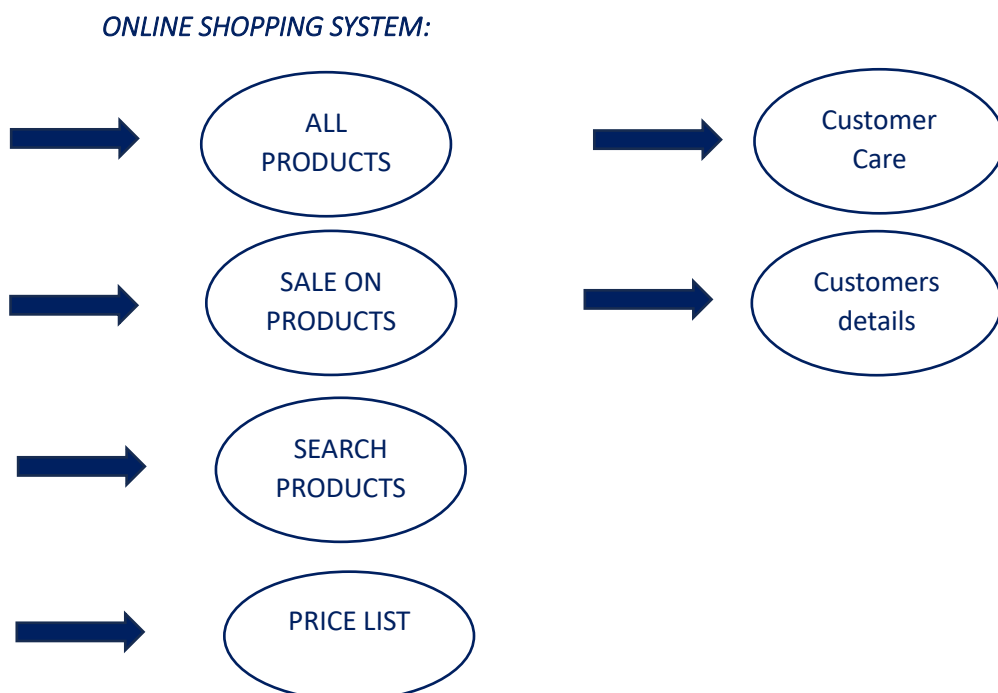 ONLINE SHOPPING SYSTEM:
ALL
PRODUCTS
SALE ON
PRODUCTS
SEARCH
PRODUCTS
PRICE LIST
Customer
Care
Customers
details